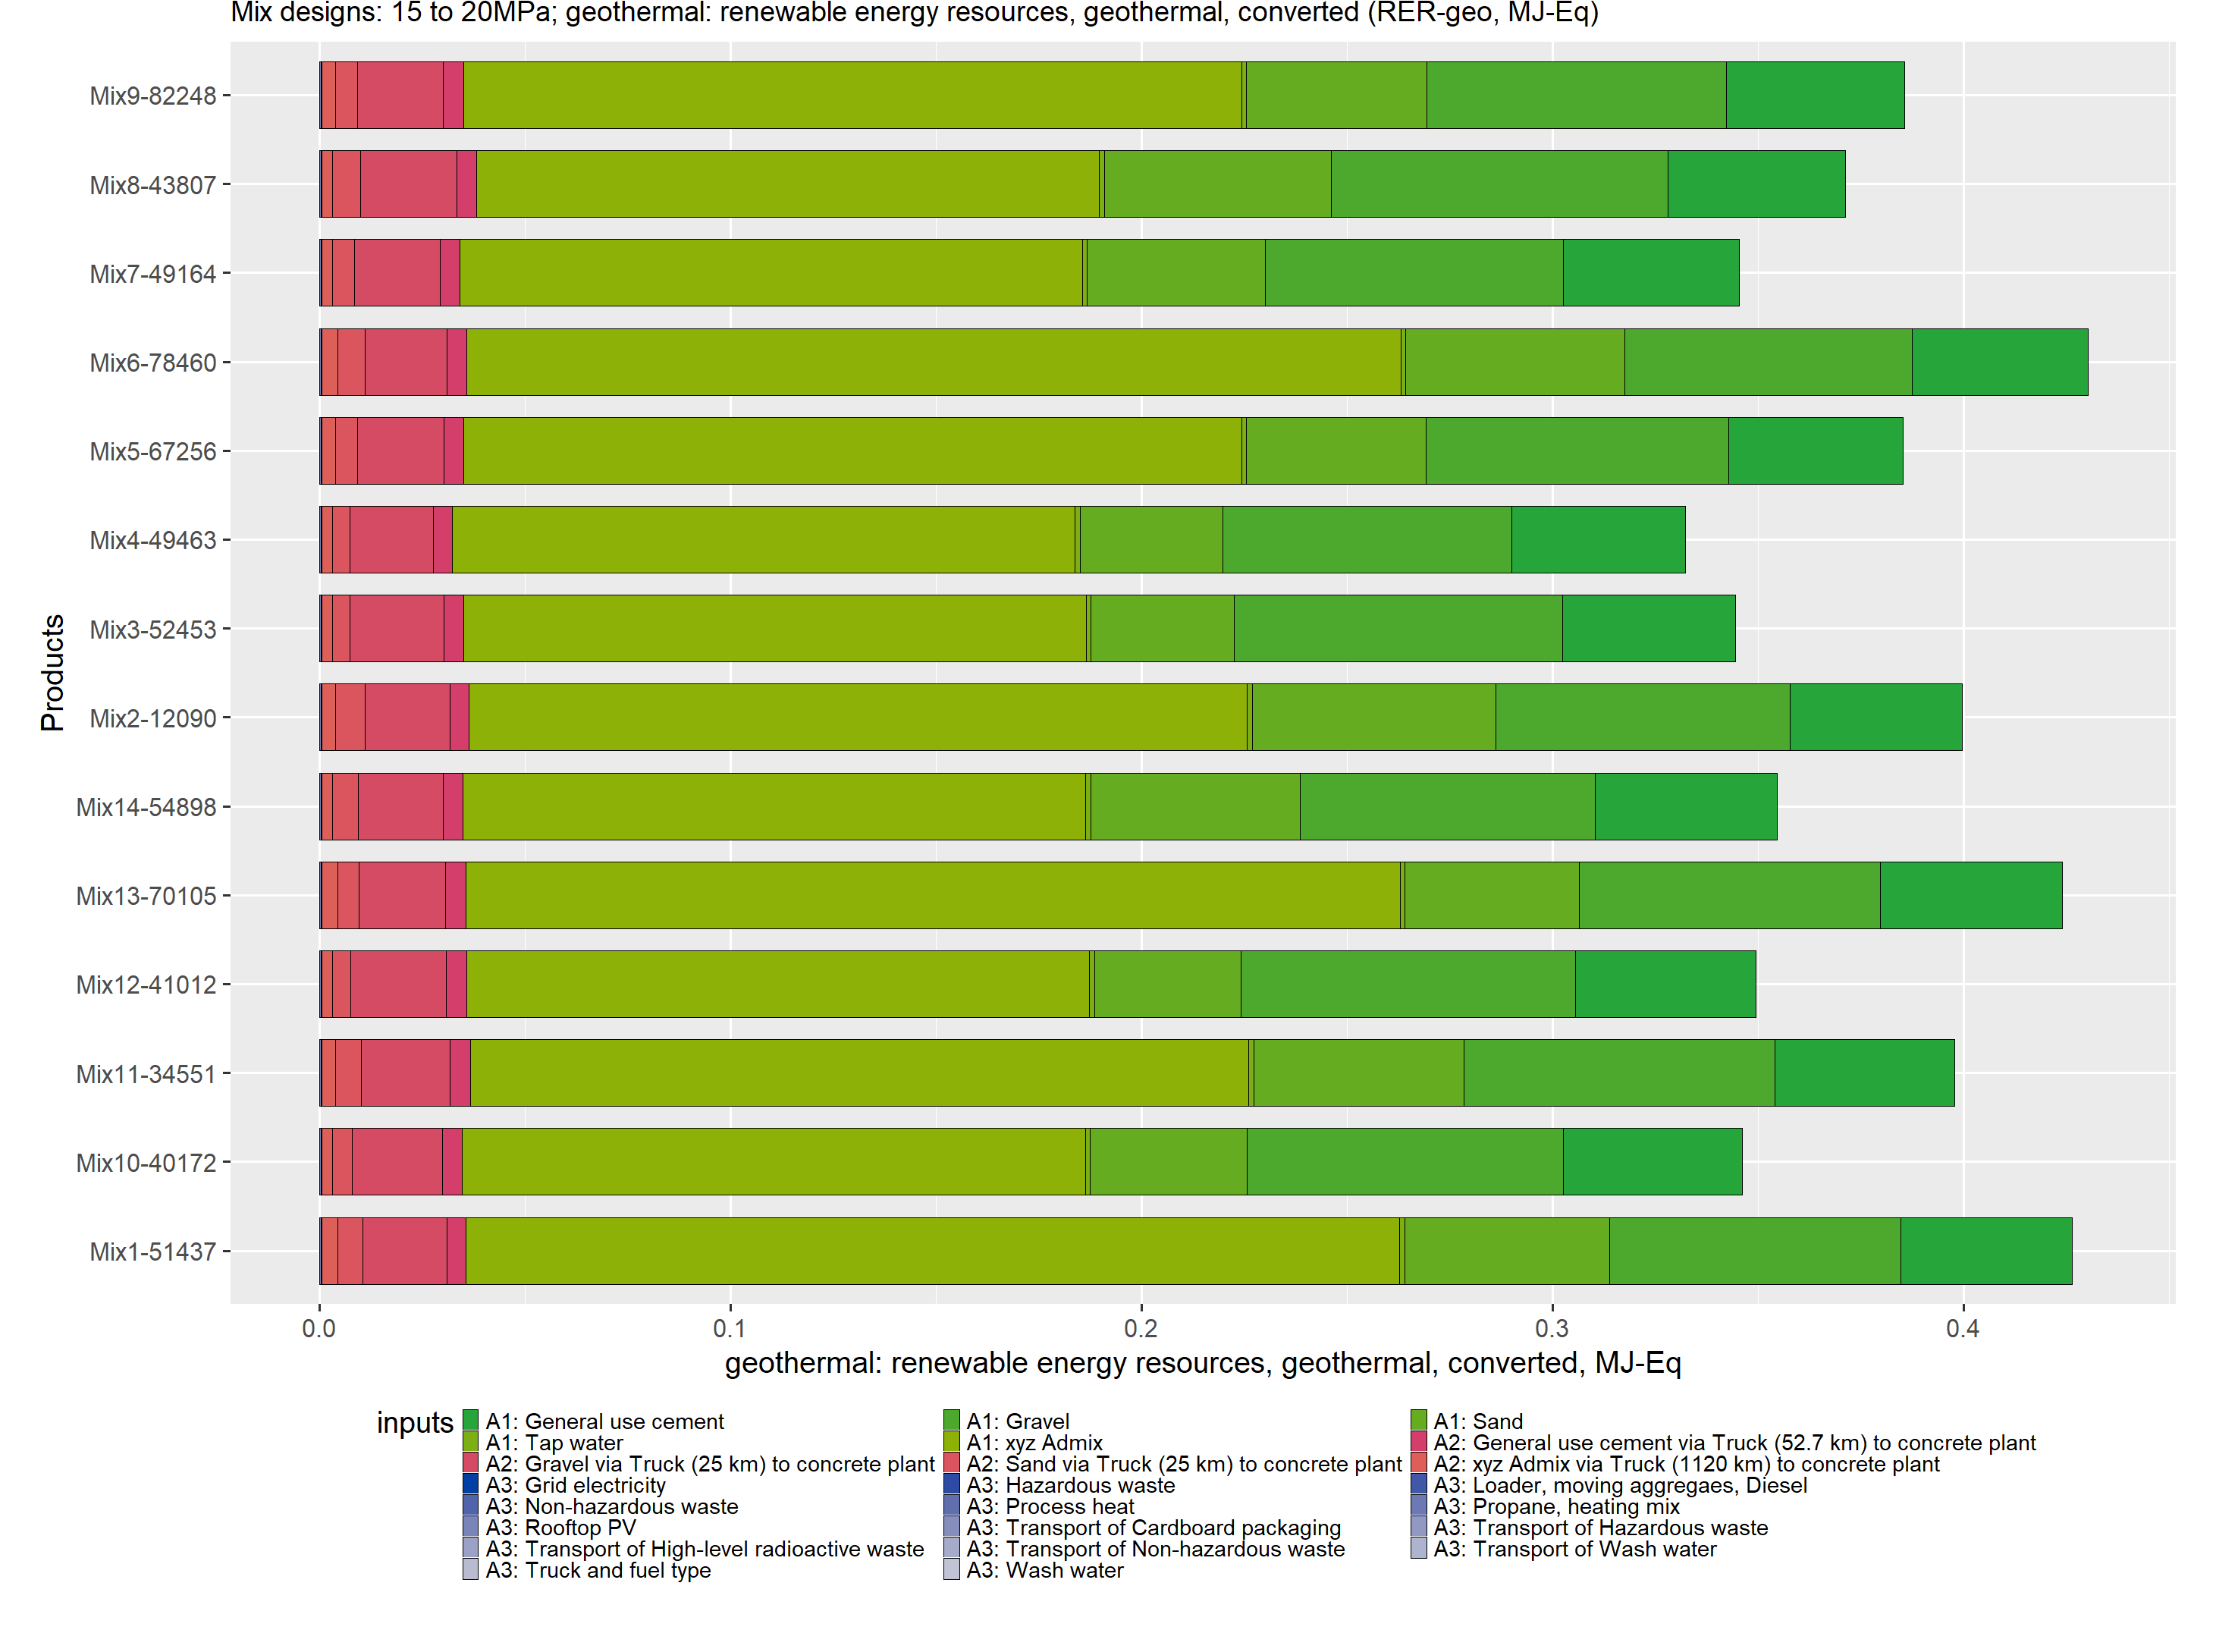 Mix designs: 15 to 20MPa; geothermal: renewable energy resources, geothermal, converted (RER-geo, MJ-Eq)
Mix9-82248
Mix8-43807
Mix7-49164
Mix6-78460
Mix5-67256
Mix4-49463
Mix3-52453
Mix2-12090
Mix14-54898
Mix13-70105
Mix12-41012
Mix11-34551
Mix10-40172
Mix1-51437
Products
0.0 0.1 0.2 0.3 0.4
geothermal: renewable energy resources, geothermal, converted, MJ-Eq
inputs
A1: General use cement A1: Gravel A1: Sand
A1: Tap water A1: xyz Admix A2: General use cement via Truck (52.7 km) to concrete plant
A2: Gravel via Truck (25 km) to concrete plant A2: Sand via Truck (25 km) to concrete plant A2: xyz Admix via Truck (1120 km) to concrete plant
A3: Grid electricity A3: Hazardous waste A3: Loader, moving aggregaes, Diesel
A3: Non-hazardous waste A3: Process heat A3: Propane, heating mix
A3: Rooftop PV A3: Transport of Cardboard packaging A3: Transport of Hazardous waste
A3: Transport of High-level radioactive waste A3: Transport of Non-hazardous waste A3: Transport of Wash water
A3: Truck and fuel type A3: Wash water